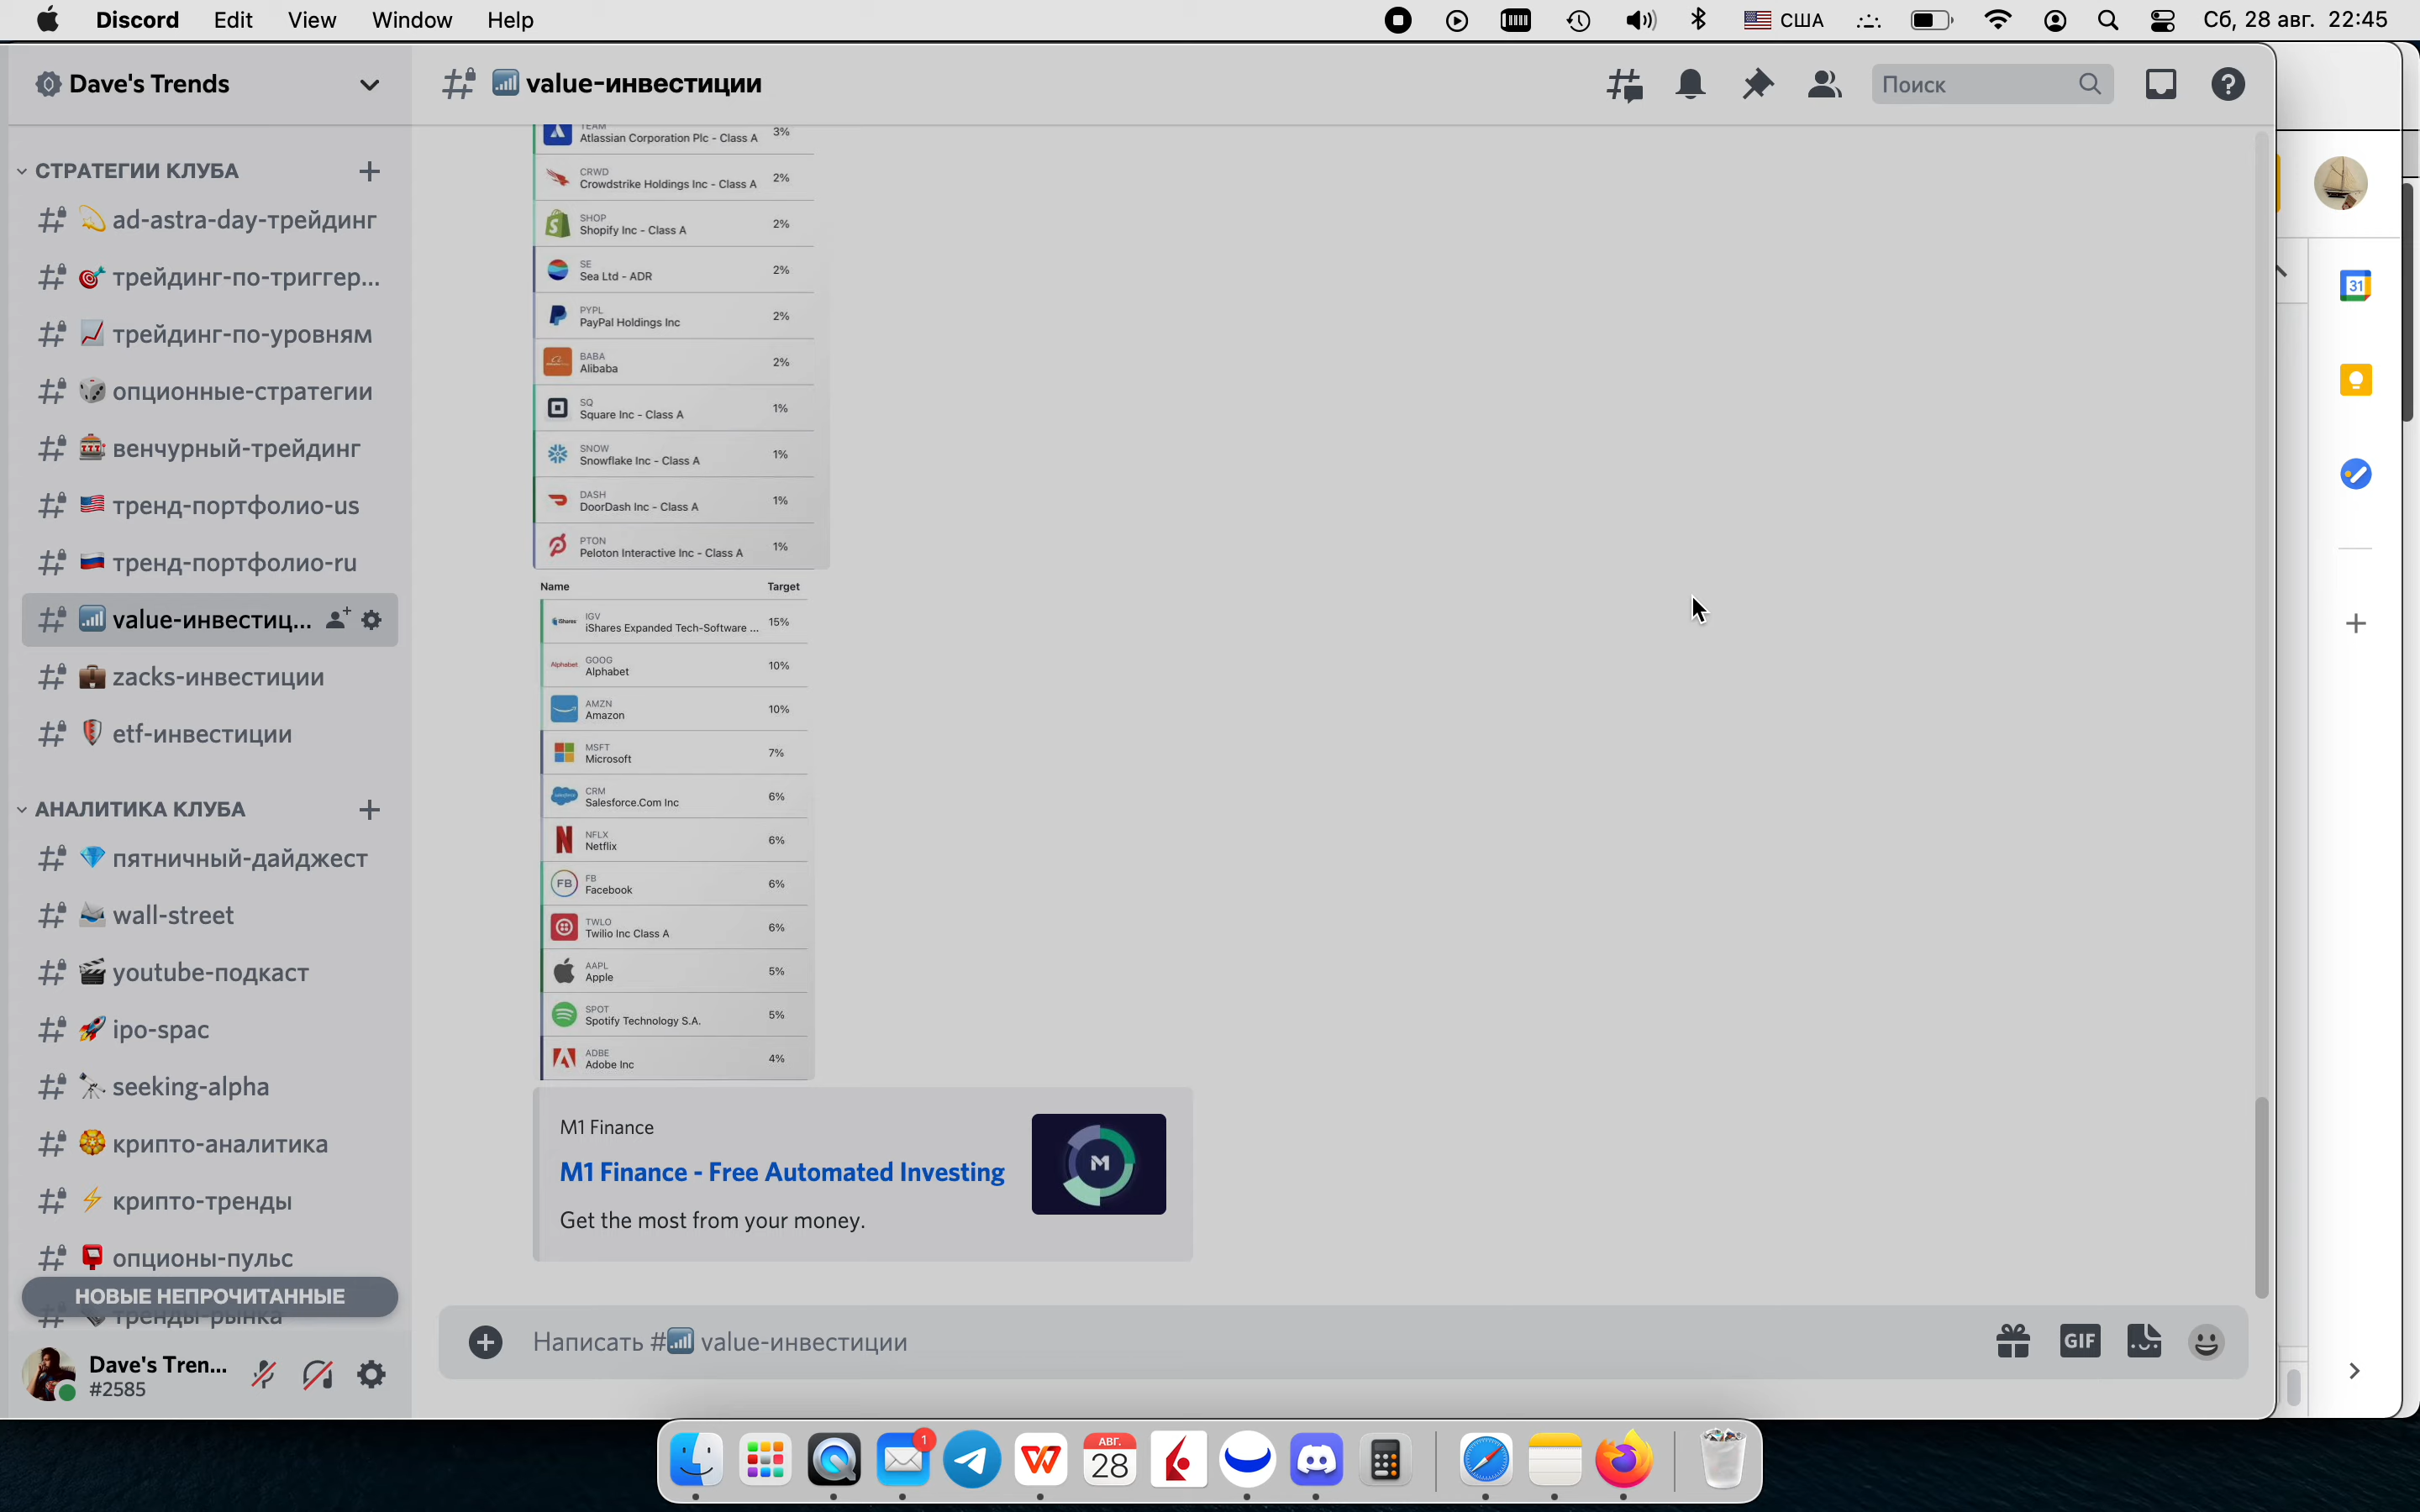 Discord Edit View Window Help
США Сб, 28 авг. 22:45
Dave's Trends
СТРАТЕГИИ КЛУБА
ad-astra-day-трейдинг
трейдинг-по-триггер...
трейдинг-по-уровням
опционные-стратегии
венчурный-трейдинг
тренд-портфолио-us
тренд-портфолио-ru
value-инвестиц...
zacks-инвестиции
etf-инвестиции
АНАЛИТИКА КЛУБА
пятничный-дайджест
wall-street
youtube-подкаст
ipo-spac
seeking-alpha
крипто-аналитика
крипто-тренды
опционы-пульс
НОВЫЕ НЕПРОЧИТАННЫЕ
тренды-рынка
Dave's Tren...
#2585
value-инвестиции
Поиск
TEAM
Atlassian Corporation Plc - Class A 3%
CRWD
Crowdstrike Holdings Inc - Class A 2%
SHOP
Shopify Inc - Class A 2%
SE
Sea Ltd - ADR 2%
PYPL
PayPal Holdings Inc 2%
BABA
Alibaba 2%
SQ
Square Inc - Class A 1%
SNOW
Snowflake Inc - Class A 1%
DASH
DoorDash Inc - Class A 1%
PTON
Peloton Interactive Inc - Class A 1%
Name Target
iShares
IGV
iShares Expanded Tech-Software ... 15%
Alphabet
GOOG
Alphabet 10%
AMZN
Amazon 10%
MSFT
Microsoft 7%
CRM
Salesforce.Com Inc 6%
NFLX
Netflix 6%
FB
FB
Facebook 6%
TWLO
Twilio Inc Class A 6%
AAPL
Apple 5%
SPOT
Spotify Technology S.A. 5%
ADBE
Adobe Inc 4%
M1 Finance
M1 Finance - Free Automated Investing
Get the most from your money.
M
Написать # value-инвестиции
GIF
31
1
АВГ.
28